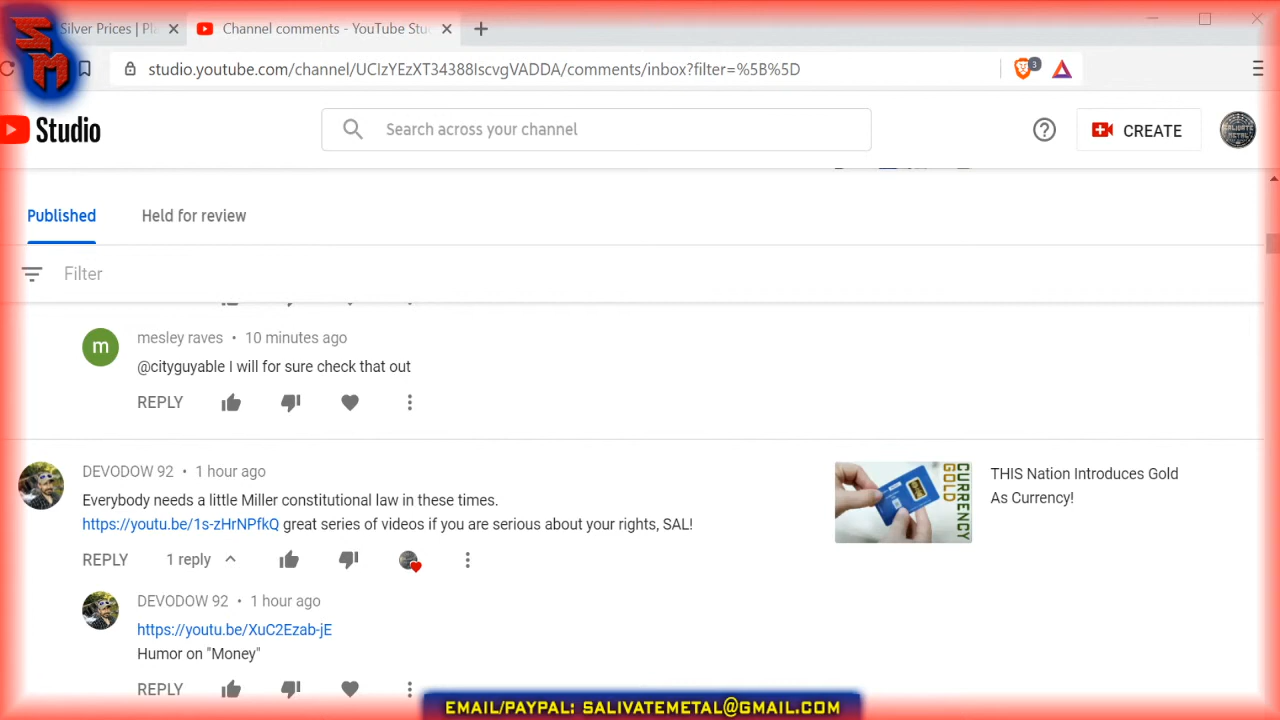 SM
Silver Prices | Pla
Channel comments - YouTube Stu
studio.youtube.com/channel/UCIzYEzXT34388IscvgVADDA/comments/inbox?filter=%5B%5D
3
Studio
Search across your channel
CREATE
SALIVATE METAL
Published
Held for review
Filter
m
mesley raves • 10 minutes ago
@cityguyable I will for sure check that out
REPLY
DEVODOW 92 • 1 hour ago
Everybody needs a little Miller constitutional law in these times.
https://youtu.be/1s-zHrNPfkQ great series of videos if you are serious about your rights, SAL!
REPLY 1 reply
CURRENCY
GOLD
THIS Nation Introduces Gold
As Currency!
DEVODOW 92 • 1 hour ago
https://youtu.be/XuC2Ezab-jE
Humor on "Money"
REPLY
EMAIL/PAYPAL: SALIVATEMETAL@GMAIL.COM